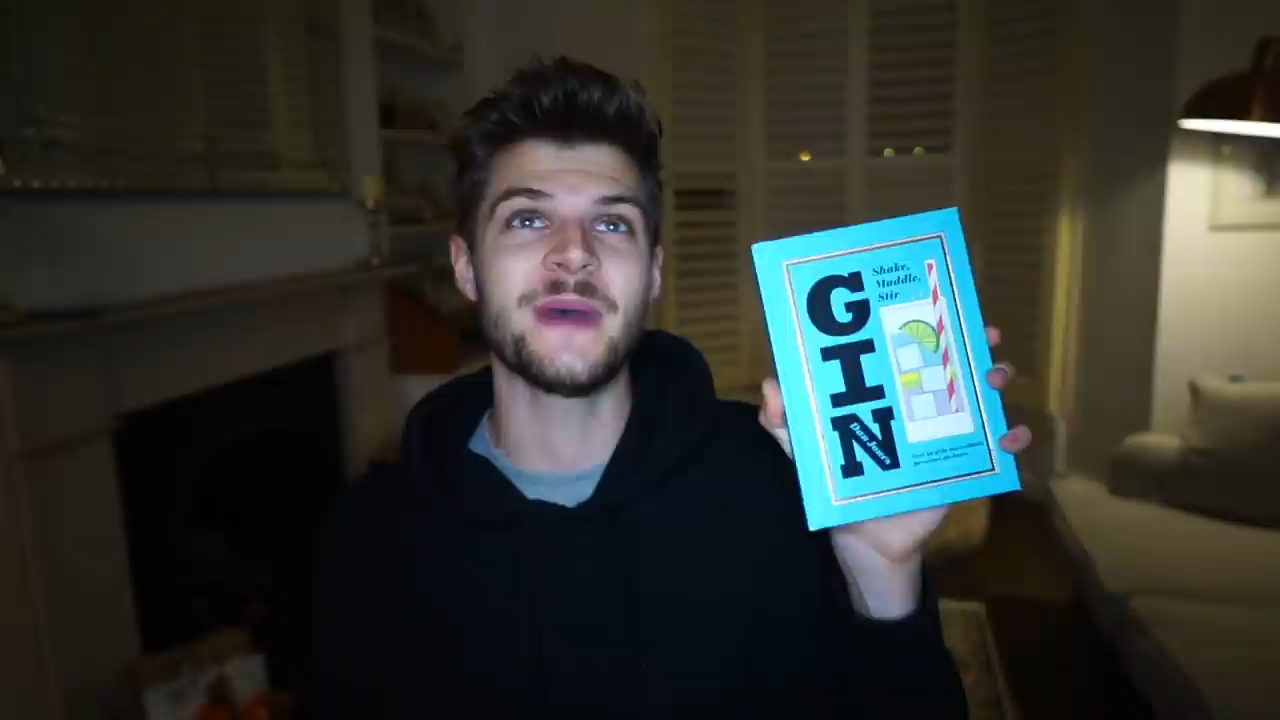 GIN
Shake,
Muddle,
Stir
Dan Jones